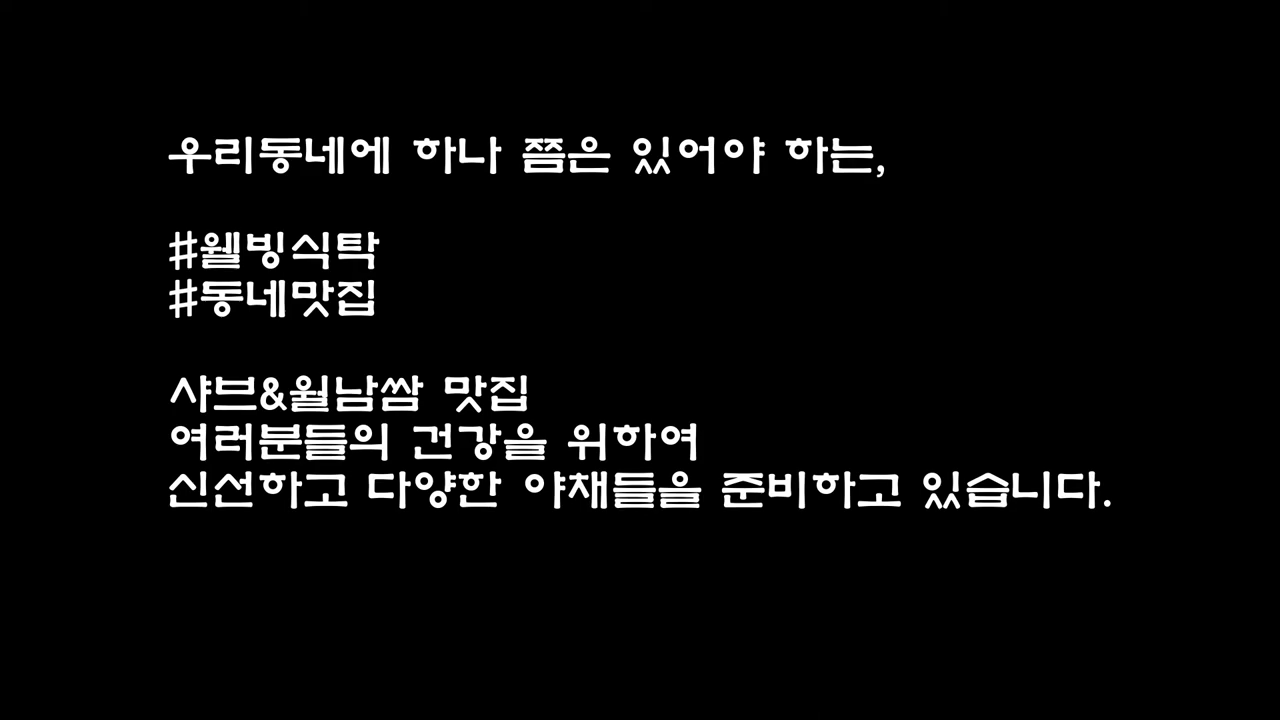 우리동네에 하나 쯤은 있어야 하는,
#웰빙식탁
#동네맛집
샤브&월남쌈 맛집
여러분들의 건강을 위하여
신선하고 다양한 야채들을 준비하고 있습니다.